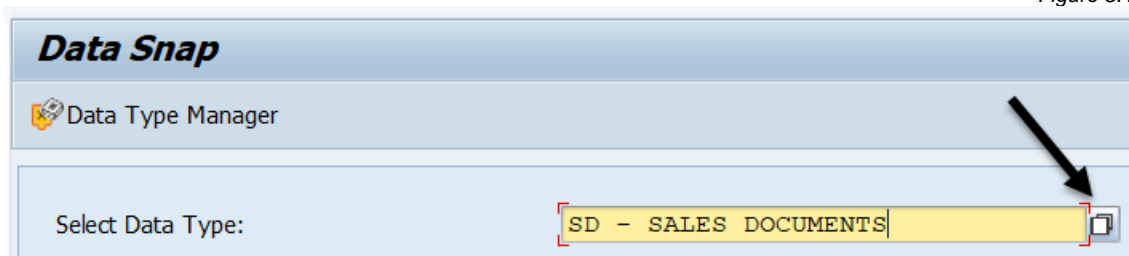 Data Snap
Data Type Manager
Select Data Type: SD - SALES DOCUMENTS